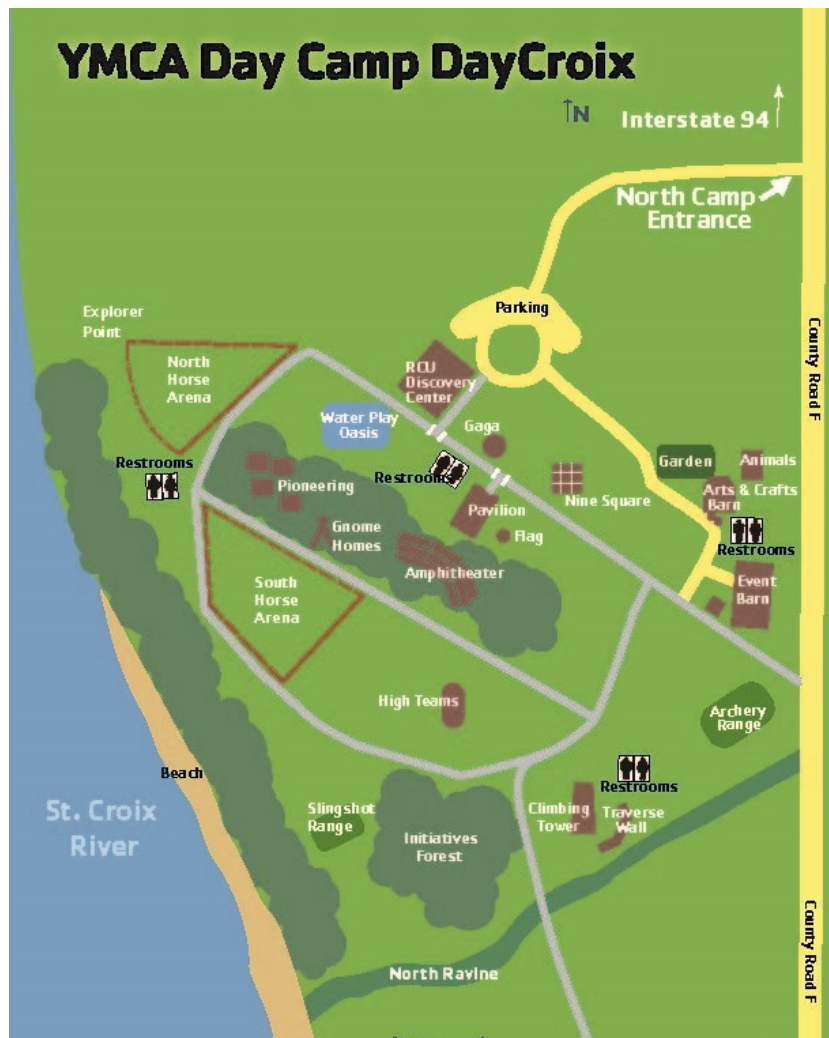 YMCA Day Camp DayCroix
N
Interstate 94
North Camp
Entrance
Parking
County Road F
Explorer
Point
North
Horse
Arena
RCU
Discovery
Center
Water Play
Oasis
Gaga
Restrooms
Restrooms
Pioneering
Pavilion
Nine Square
Garden
Animals
Arts & Crafts
Barn
Restrooms
Gnome
Homes
Flag
Amphitheater
Event
Barn
South
Horse
Arena
High Teams
Archery
Range
Beach
Restrooms
St. Croix
River
Slingshot
Range
Climbing
Tower
Traverse
Wall
Initiatives
Forest
County Road F
North Ravine